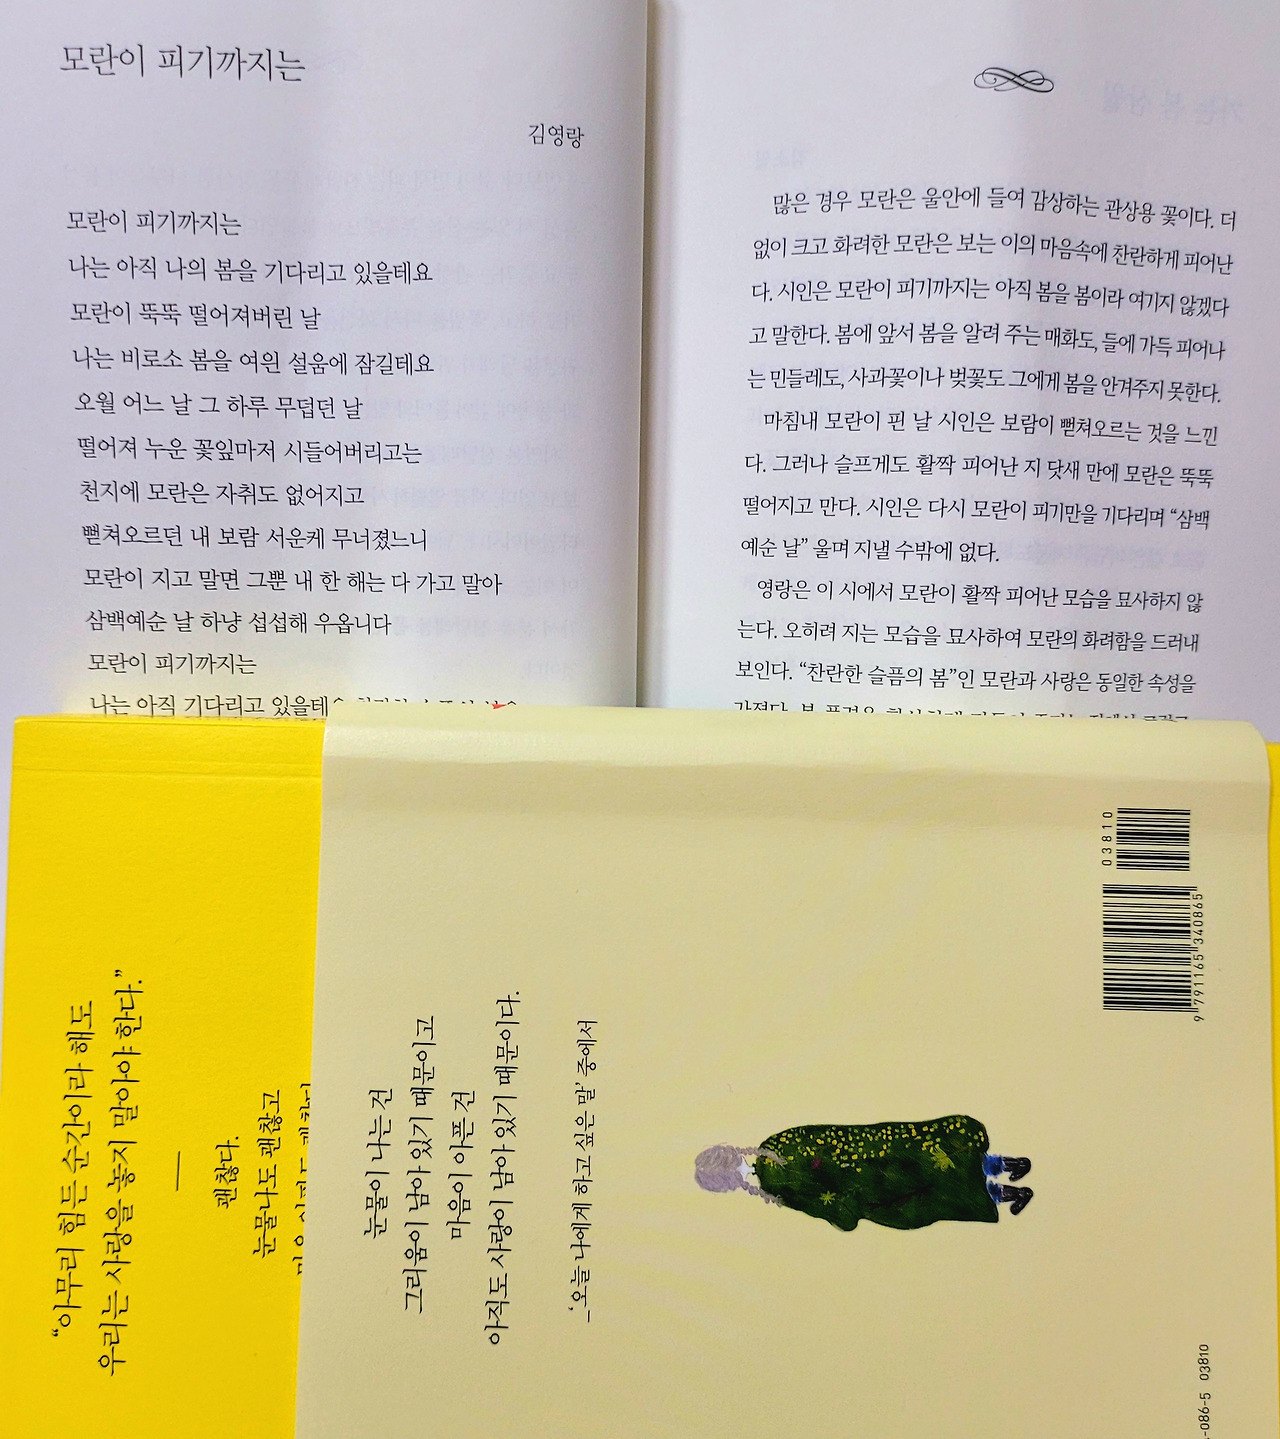 모란이 피기까지는
김영랑
모란이 피기까지는
나는 아직 나의 봄을 기다리고 있을테요
모란이 뚝뚝 떨어져버린 날
나는 비로소 봄을 여읜 설움에 잠길테요
오월 어느 날 그 하루 무덥던 날
떨어져 누운 꽃잎마저 시들어버리고는
천지에 모란은 자취도 없어지고
뻗쳐오르던 내 보람 서운케 무너졌느니
모란이 지고 말면 그뿐 내 한 해는 다 가고 말아
삼백예순 날 하냥 섭섭해 우옵니다
모란이 피기까지는
나는 아직 기다리고 있을테요
많은 경우 모란은 울안에 들여 감상하는 관상용 꽃이다. 더
없이 크고 화려한 모란은 보는 이의 마음속에 찬란하게 피어난
다. 시인은 모란이 피기까지는 아직 봄을 봄이라 여기지 않겠다
고 말한다. 봄에 앞서 봄을 알려 주는 매화도, 들에 가득 피어나
는 민들레도, 사과꽃이나 벚꽃도 그에게 봄을 안겨주지 못한다.
마침내 모란이 핀 날 시인은 보람이 뻗쳐오르는 것을 느낀
다. 그러나 슬프게도 활짝 피어난 지 닷새 만에 모란은 뚝뚝
떨어지고 만다. 시인은 다시 모란이 피기만을 기다리며 “삼백
예순 날” 울며 지낼 수밖에 없다.
영랑은 이 시에서 모란이 활짝 피어난 모습을 묘사하지 않
는다. 오히려 지는 모습을 묘사하여 모란의 화려함을 드러내
보인다. “찬란한 슬픔의 봄”인 모란과 사랑은 동일한 속성을
“아무리 힘든 순간이라 해도
우리는 사랑을 놓지 말아야 한다.”
괜찮다.
눈물나도 괜찮고
눈물이 나는 건
그리움이 남아 있기 때문이고
마음이 아픈 건
아직도 사랑이 남아 있기 때문이다.
_‘오늘 나에게 하고 싶은 말’ 중에서
03810
9 791165 340865
-086-5 03810